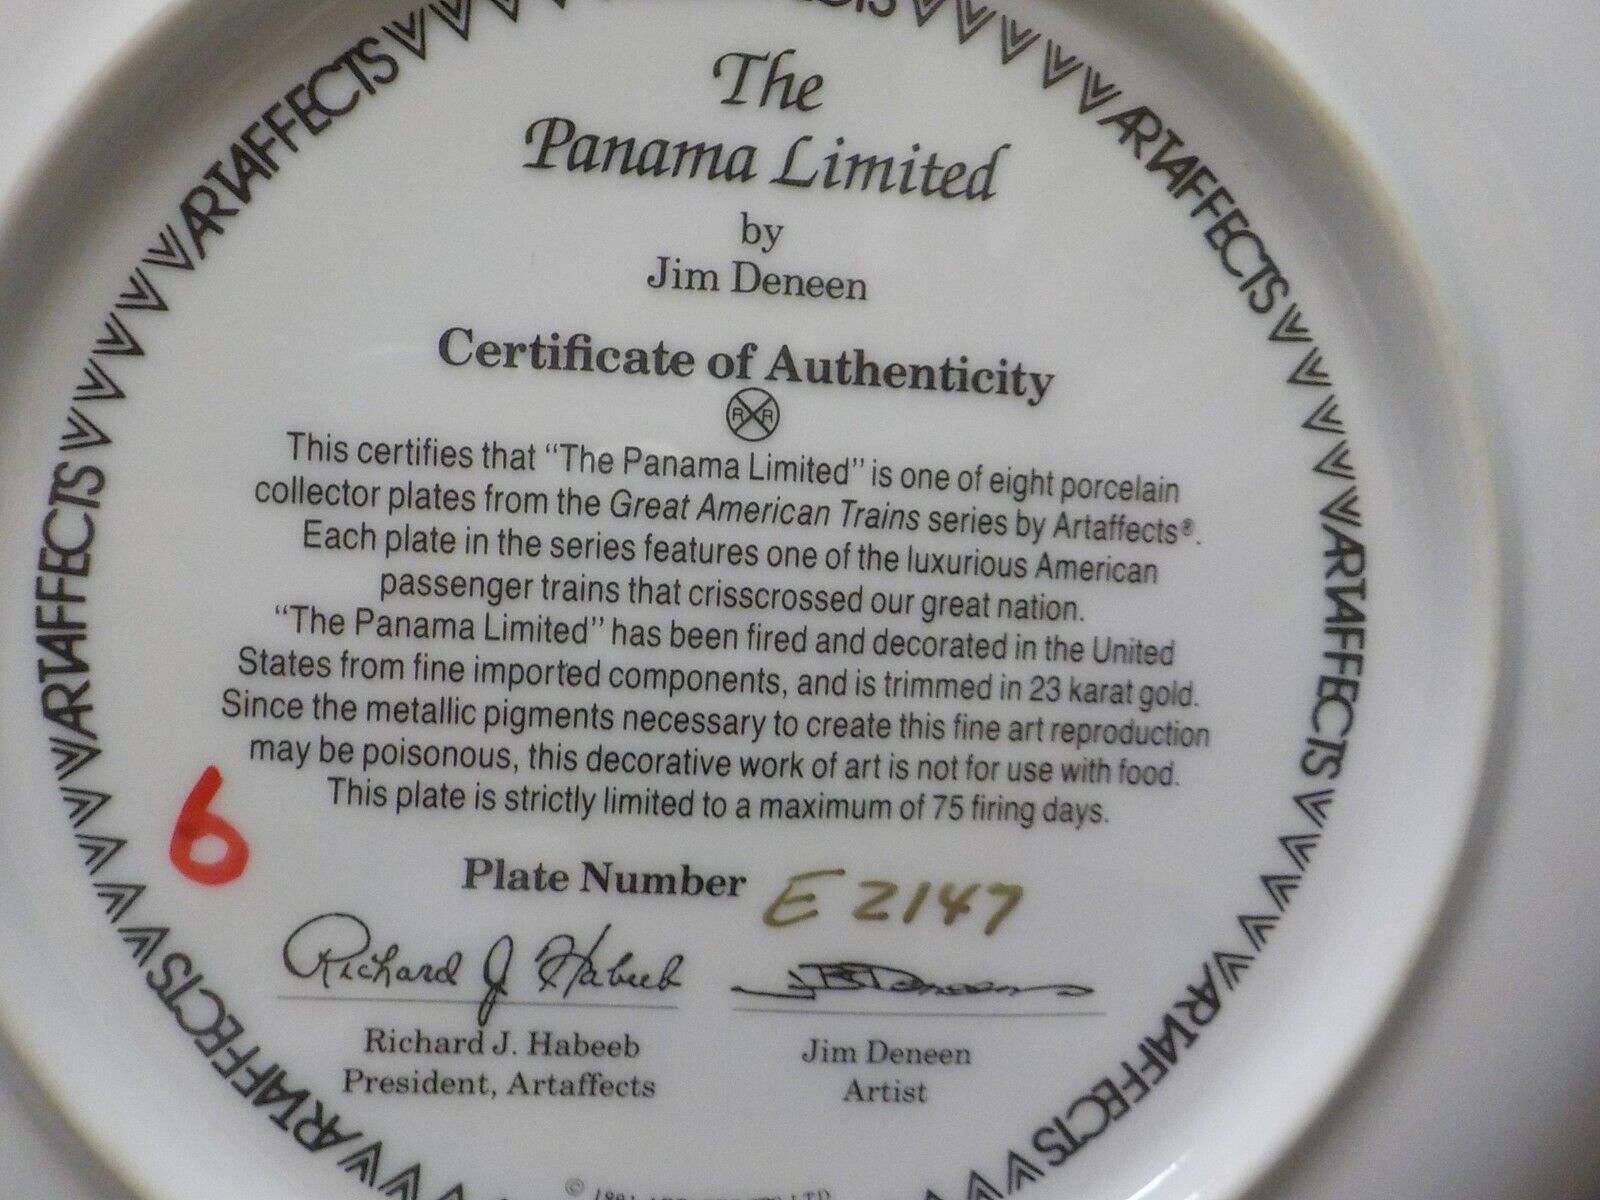 The
Panama Limited
by
Jim Deneen
Certificate of Authenticity
R R
This certifies that "The Panama Limited" is one of eight porcelain
collector plates from the Great American Trains series by Artaffects®.
Each plate in the series features one of the luxurious American
passenger trains that crisscrossed our great nation.
"The Panama Limited" has been fired and decorated in the United
States from fine imported components, and is trimmed in 23 karat gold.
Since the metallic pigments necessary to create this fine art reproduction
may be poisonous, this decorative work of art is not for use with food.
This plate is strictly limited to a maximum of 75 firing days.
6
Plate Number E2147
Richard J. Habeeb
JBDeneen
Richard J. Habeeb
President, Artaffects
Jim Deneen
Artist
©
ARTAFFECTS
ARTAFFECTS
ARTAFFECTS
ARTAFFECTS
ARTAFFECTS
ARTAFFECTS
ARTAFFECTS